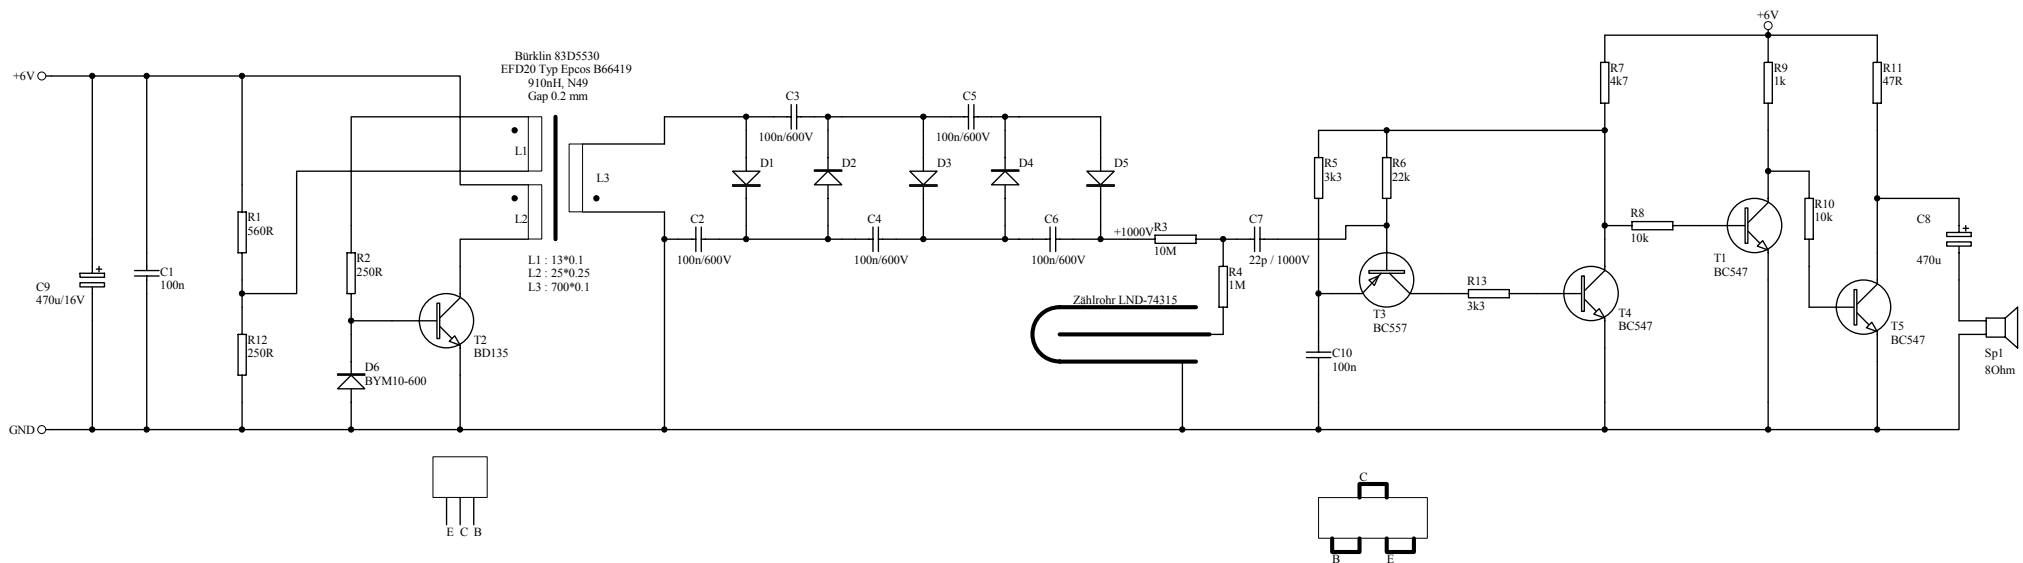 +6V
Bürklin 83D5530
EFD20 Typ Epcos B66419
910nH, N49
Gap 0.2 mm
+6V
R7
4k7
R9
1k
R11
47R
C3
100n/600V
C5
100n/600V
L1
L2
L3
D1
D2
D3
D4
D5
R5
3k3
R6
22k
R1
560R
R2
250R
C2
100n/600V
C4
100n/600V
C6
100n/600V
+1000V
R3
10M
C7
22p / 1000V
R8
10k
R10
10k
C8
470u
T1
BC547
L1 : 13*0.1
L2 : 25*0.25
L3 : 700*0.1
C9
470u/16V
C1
100n
R4
1M
Zählrohr LND-74315
R13
3k3
T3
BC557
T4
BC547
T5
BC547
R12
250R
T2
BD135
D6
BYM10-600
C10
100n
Sp1
8Ohm
GND
E C B
C
B
E